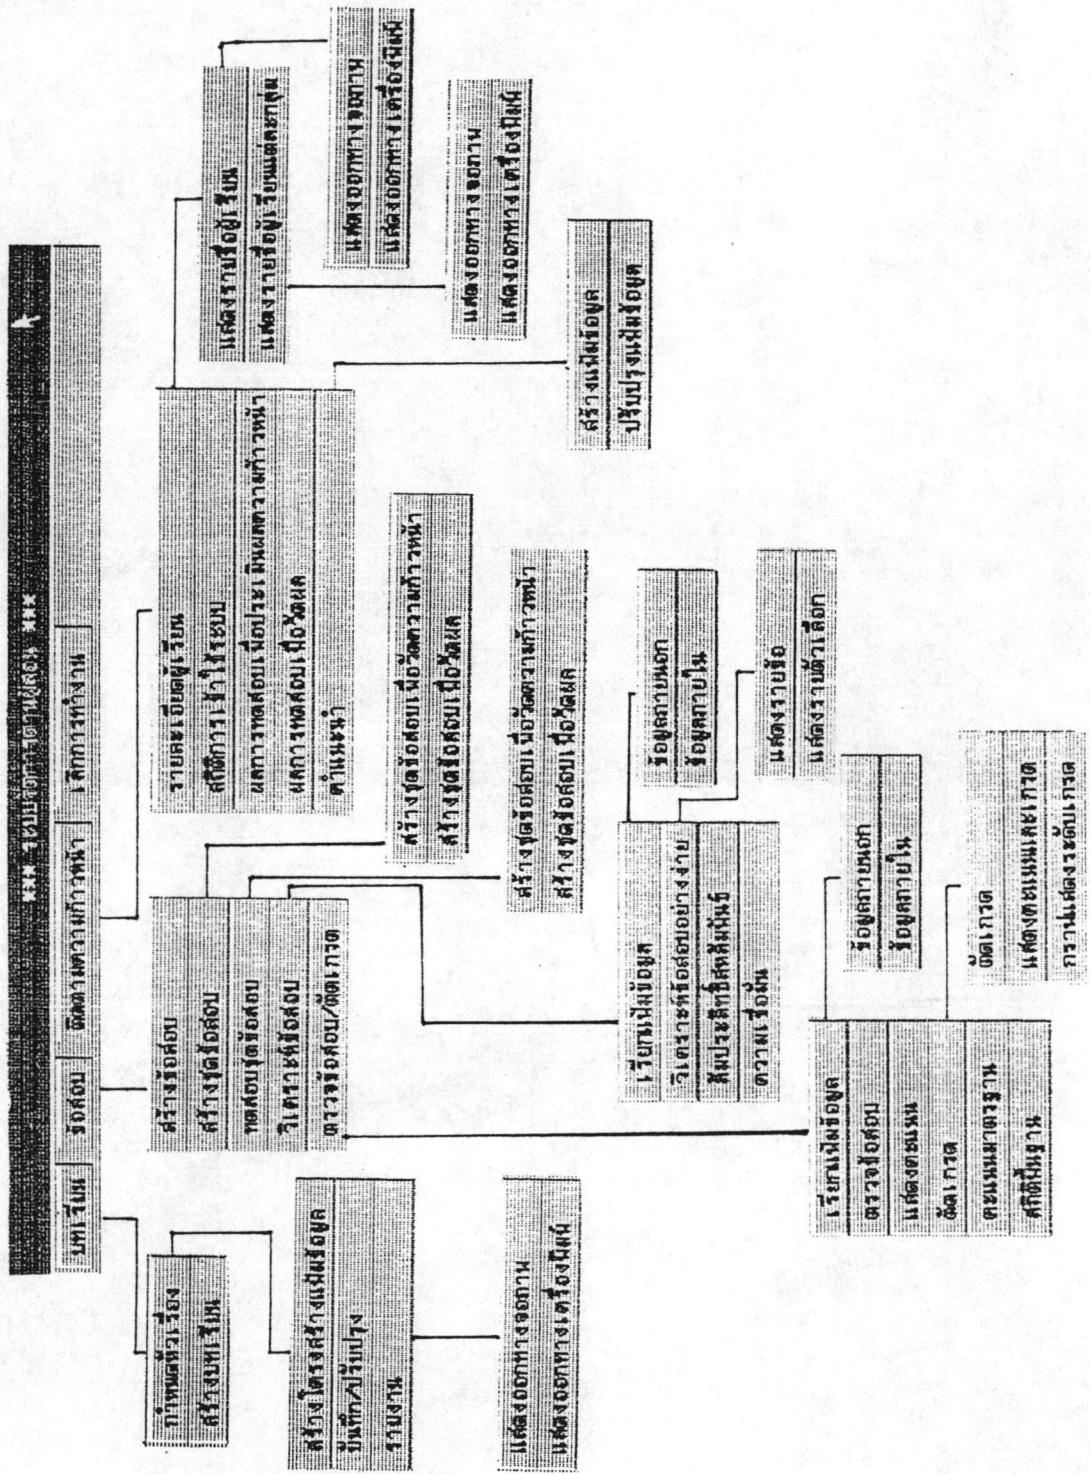 บทเรียน
ข้อสอบ
ติดตามความก้าวหน้า
เลิกการทำงาน
กำหนดหัวเรื่อง
สร้างบทเรียน
สร้างโครงสร้างแฟ้มข้อมูล
บันทึก/ปรับปรุง
รายงาน
แสดงออกทางจอภาพ
แสดงออกทางเครื่องพิมพ์
สร้างข้อสอบ
สร้างชุดข้อสอบ
ทดสอบชุดข้อสอบ
วิเคราะห์ข้อสอบ
ตรวจข้อสอบ/ตัดเกรด
สร้างชุดข้อสอบเพื่อวัดความก้าวหน้า
สร้างชุดข้อสอบเพื่อวัดผล
สร้างชุดข้อสอบเพื่อวัดความก้าวหน้า
สร้างชุดข้อสอบเพื่อวัดผล
เรียกแฟ้มข้อมูล
วิเคราะห์ข้อสอบอย่างง่าย
สัมประสิทธิ์สหสัมพันธ์
ความเชื่อมั่น
ข้อมูลภายนอก
ข้อมูลภายใน
แสดงรายข้อ
แสดงรายตัวเลือก
เรียกแฟ้มข้อมูล
ตรวจข้อสอบ
แสดงคะแนน
ตัดเกรด
คะแนนมาตรฐาน
สถิติพื้นฐาน
ข้อมูลภายนอก
ข้อมูลภายใน
ตัดเกรด
แสดงคะแนนและเกรด
กราฟแสดงระดับเกรด
รายละเอียดผู้เรียน
สถิติการเข้าใช้ระบบ
ผลการทดสอบเพื่อประเมินผลความก้าวหน้า
ผลการทดสอบเพื่อวัดผล
คำแนะนำ
แสดงรายชื่อผู้เรียน
แสดงรายชื่อผู้เรียนแต่ละกลุ่ม
แสดงออกทางจอภาพ
แสดงออกทางเครื่องพิมพ์
แสดงออกทางจอภาพ
แสดงออกทางเครื่องพิมพ์
สร้างแฟ้มข้อมูล
ปรับปรุงแฟ้มข้อมูล